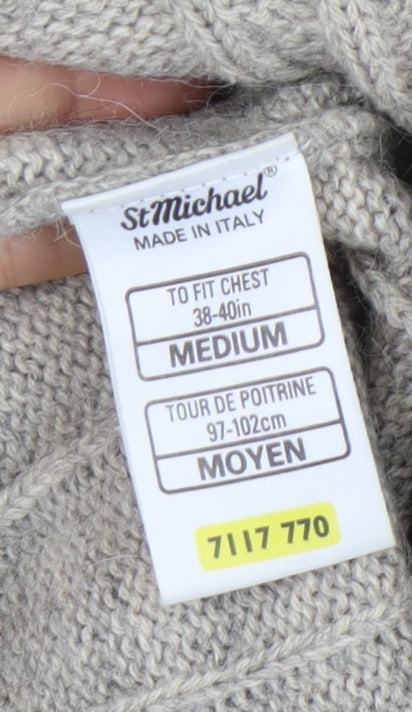 StMichael®
MADE IN ITALY
TO FIT CHEST
38-40in
MEDIUM
TOUR DE POITRINE
97-102cm
MOYEN
7117 770